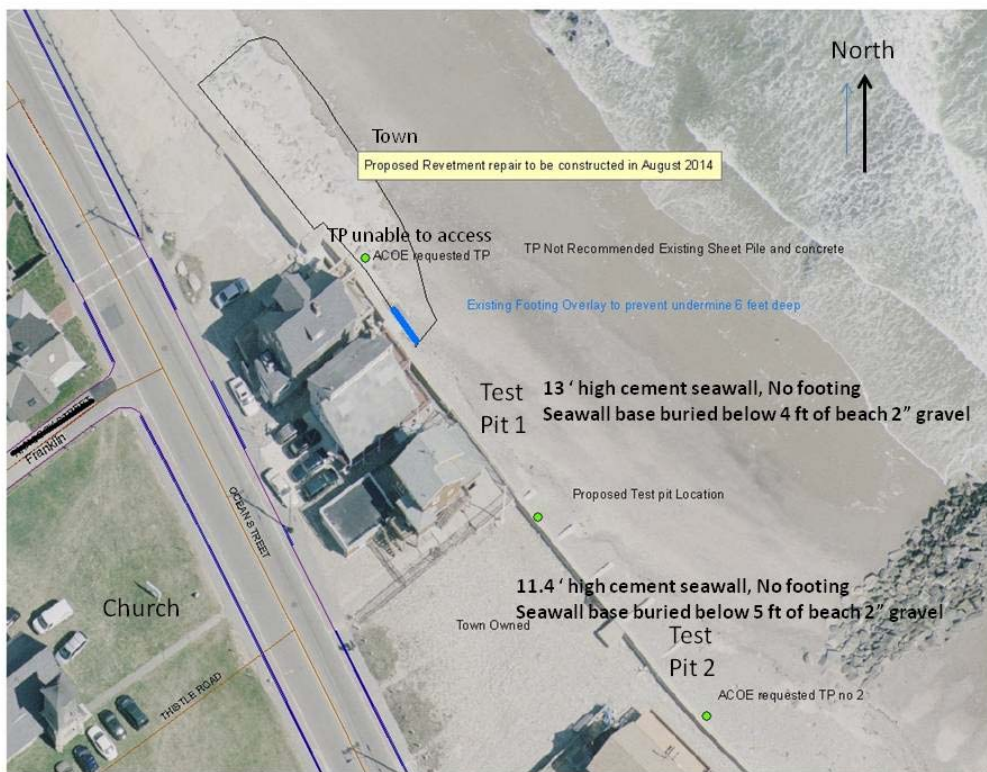 North
Town
Proposed Revetment repair to be constructed in August 2014
TP unable to access
ACOE requested TP
TP Not Recommended Existing Sheet Pile and concrete
Existing Footing Overlay to prevent undermine 6 feet deep
Test
Pit 1
13 ' high cement seawall, No footing
Seawall base buried below 4 ft of beach 2" gravel
Franklin
OCEAN STREET
Proposed Test pit Location
11.4 ' high cement seawall, No footing
Seawall base buried below 5 ft of beach 2" gravel
Church
Town Owned
Test
Pit 2
THISTLE ROAD
ACOE requested TP no 2